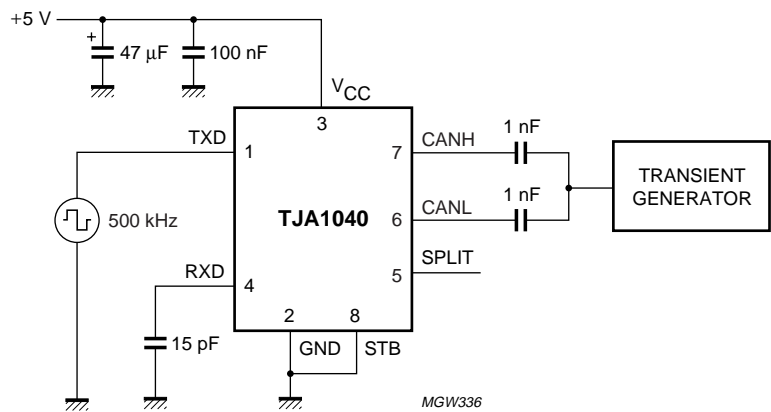 +5 V
+
47 µF
100 nF
VCC
3
TXD
1
7
CANH
1 nF
TRANSIENT
GENERATOR
1 nF
500 kHz
TJA1040
6
CANL
5
SPLIT
RXD
4
2
8
15 pF
GND
STB
MGW336